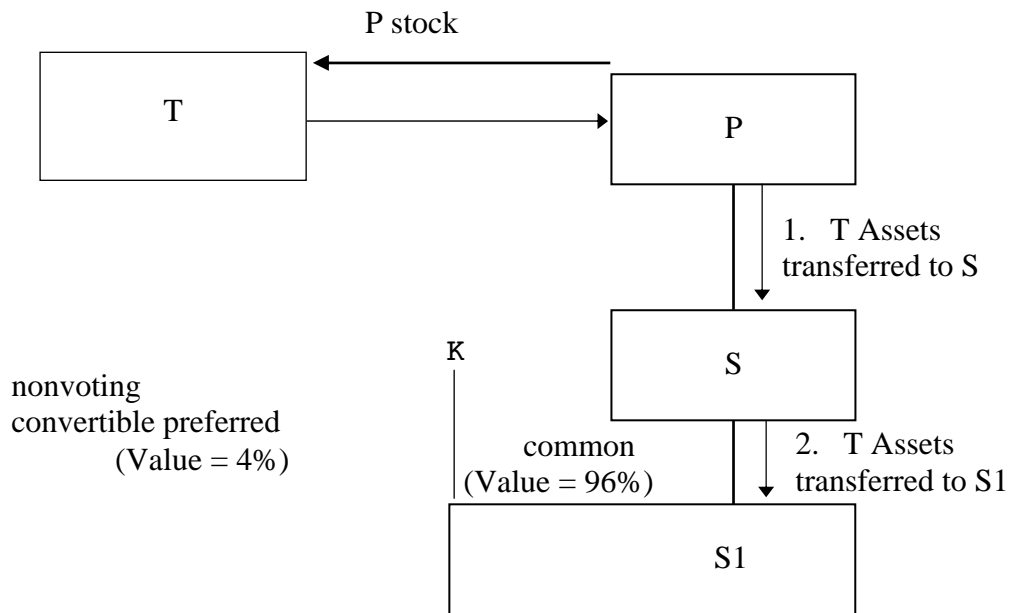 P stock
T
P
1. T Assets
transferred to S
K
S
nonvoting
convertible preferred
(Value = 4%)
common
(Value = 96%)
2. T Assets
transferred to S1
S1